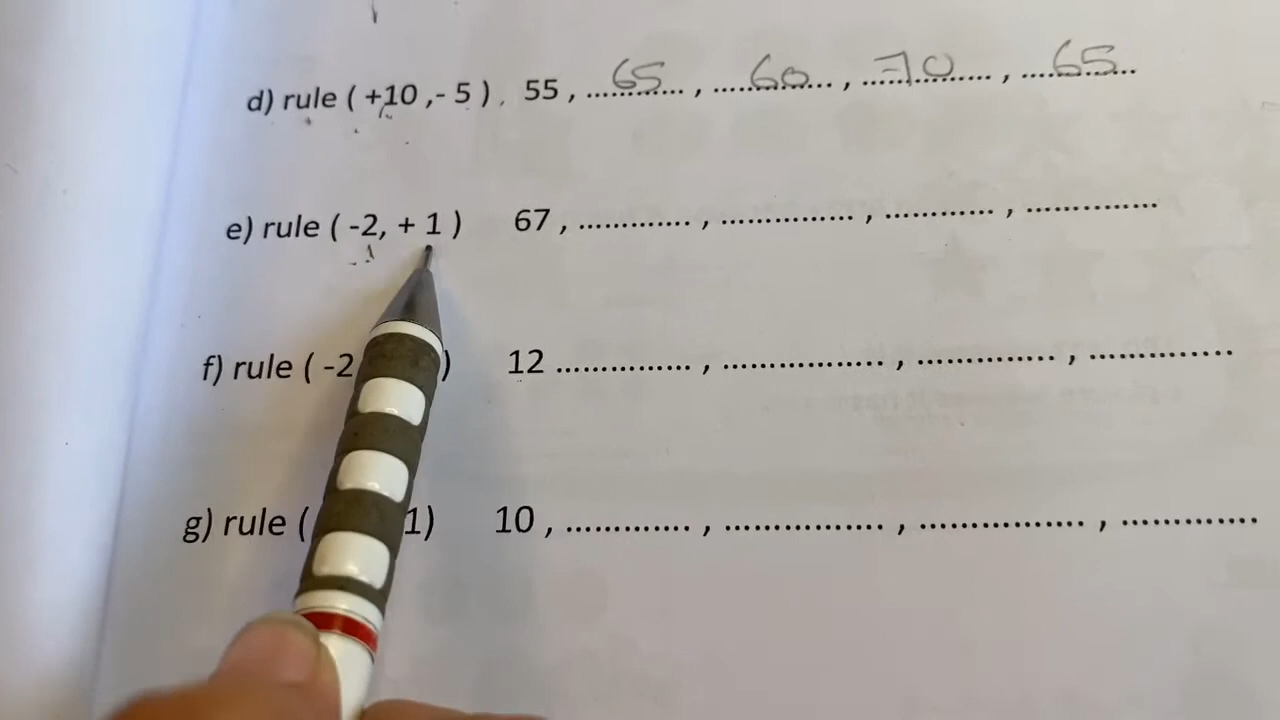 d) rule ( +10 ,- 5 ) . 55 , ...65... , ...60... , ...70... , ...65...
e) rule ( -2, + 1 ) 67 , ............. , ............... , ............ , ...............
f) rule ( -2 ) 12 ............... , .................. , ............... , ...............
g) rule ( 1) 10 , ............. , ................. , ................. , ..............